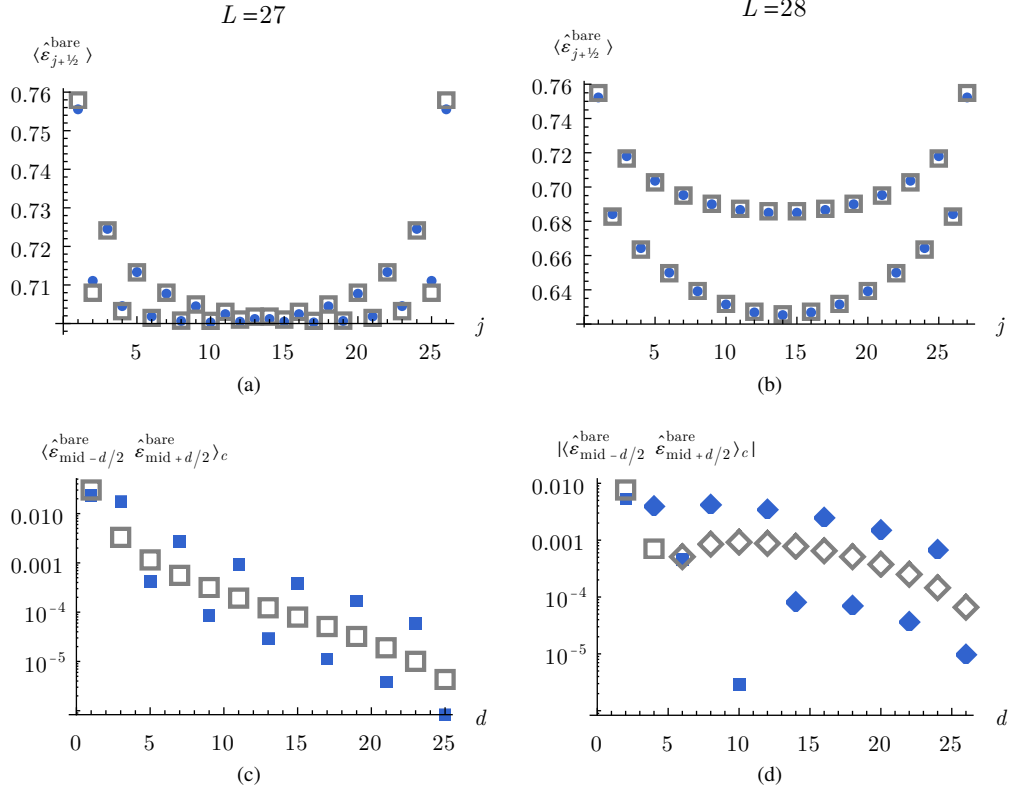 L=27
L=28
⟨ε̂^bare_{j+½}⟩
0.76
0.75
0.74
0.73
0.72
0.71
5 10 15 20 25
j
(a)
⟨ε̂^bare_{j+½}⟩
0.76
0.72
0.70
0.68
0.66
0.64
5 10 15 20 25
j
(b)
⟨ε̂^bare_{mid−d/2} ε̂^bare_{mid+d/2}⟩_c
0.010
0.001
10⁻⁴
10⁻⁵
0 5 10 15 20 25
d
(c)
|⟨ε̂^bare_{mid−d/2} ε̂^bare_{mid+d/2}⟩_c|
0.010
0.001
10⁻⁴
10⁻⁵
0 5 10 15 20 25
d
(d)